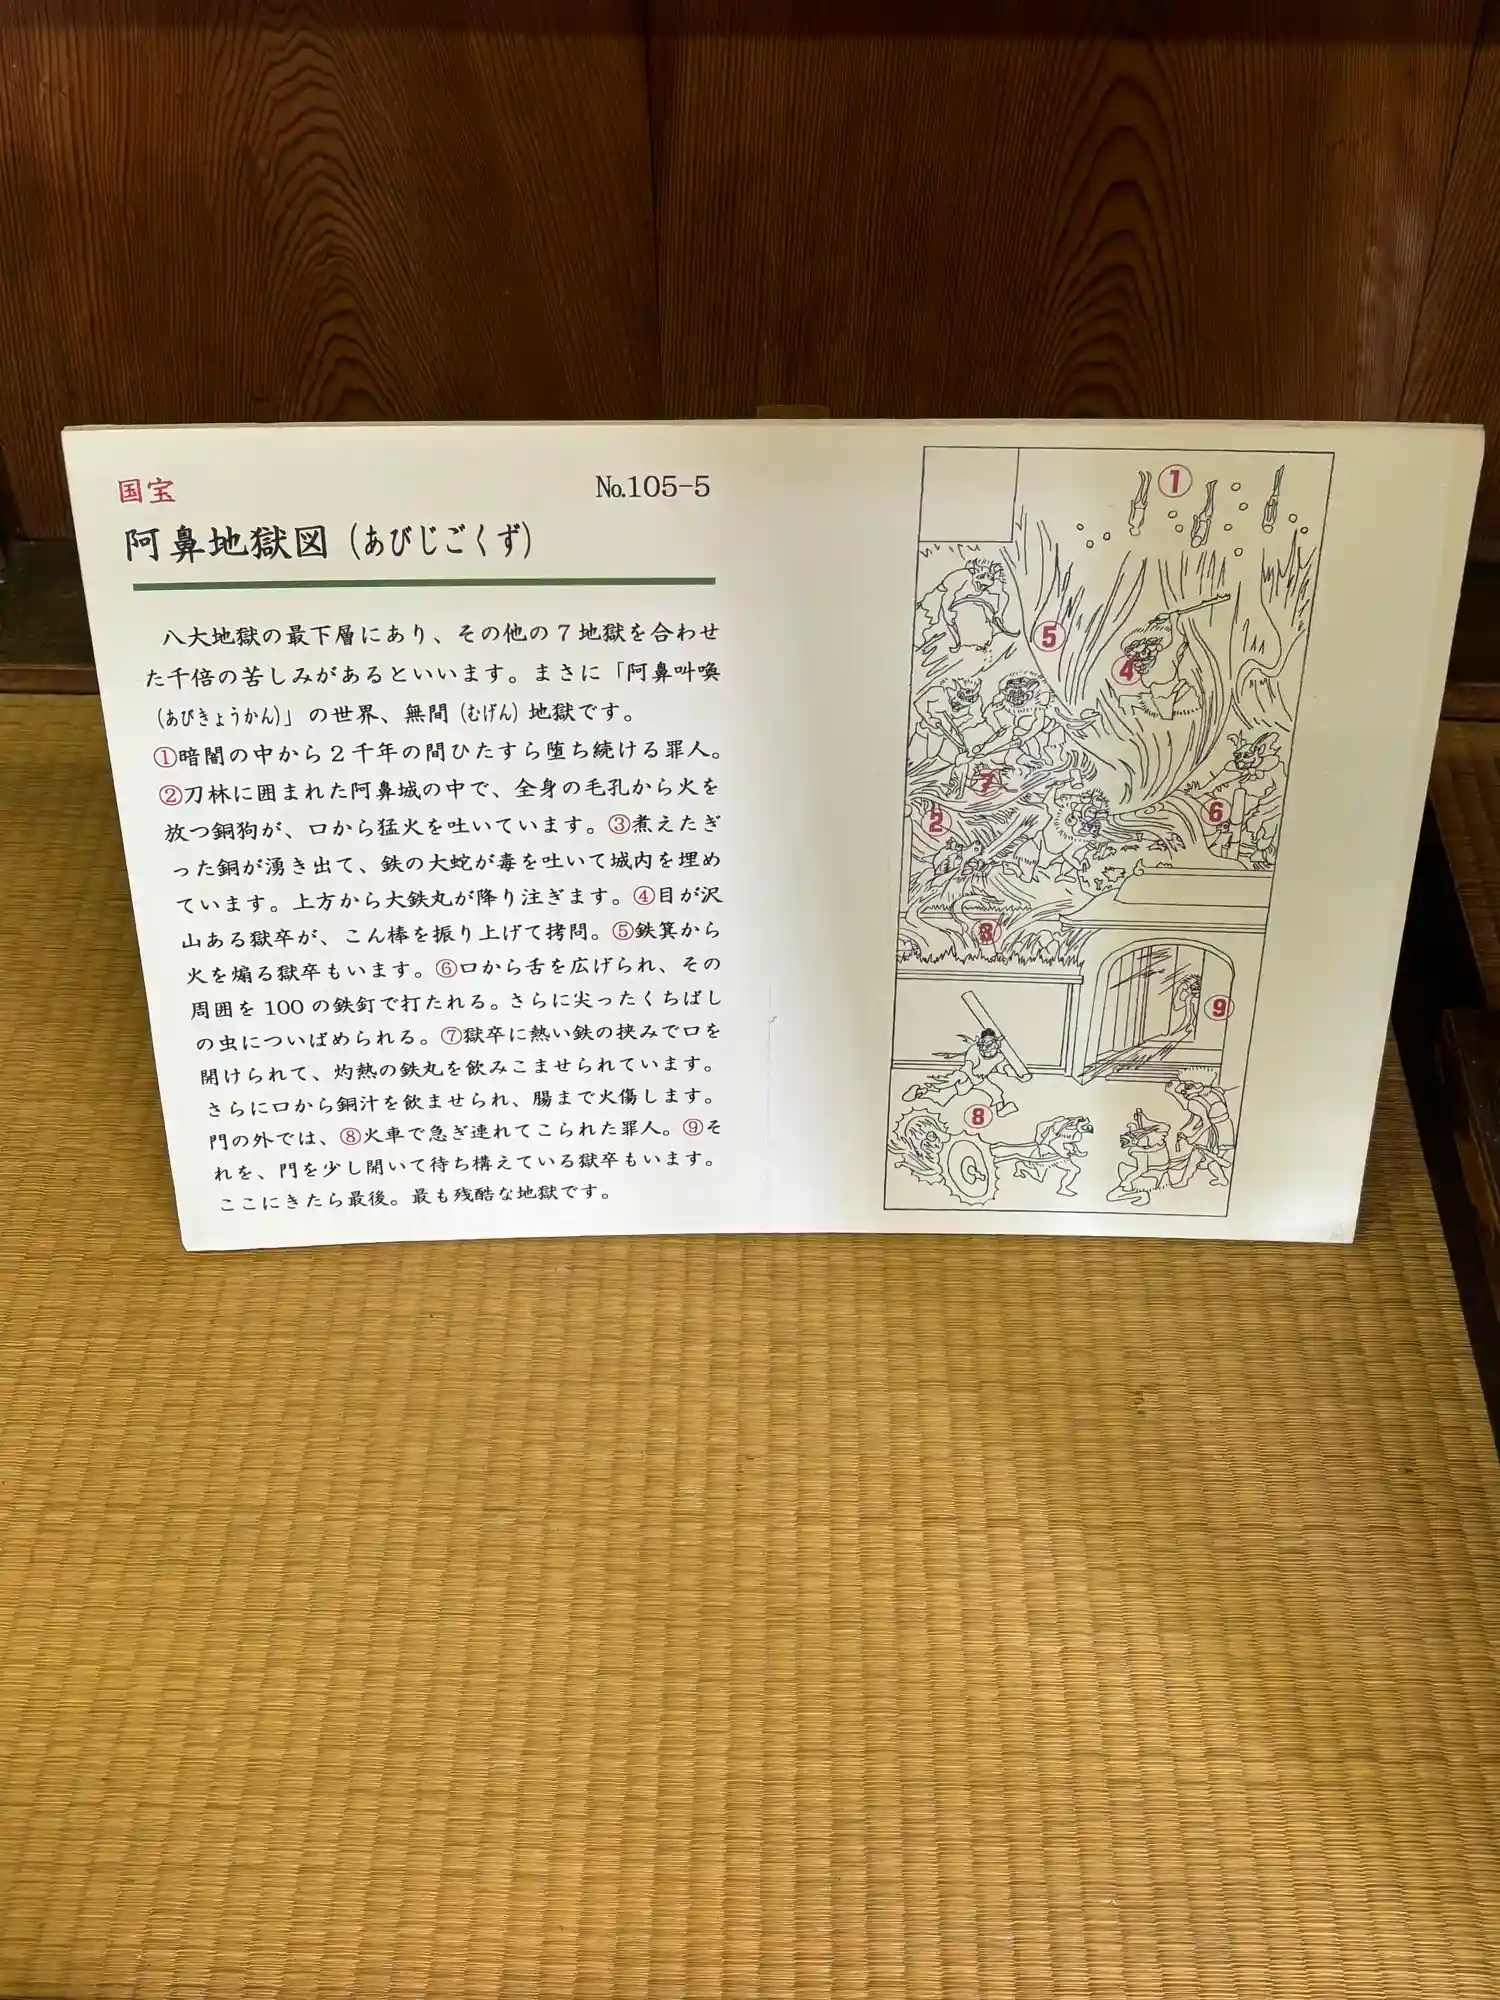 国宝
No.105-5
阿鼻地獄図(あびじごくず)
八大地獄の最下層にあり、その他の7地獄を合わせ
た千倍の苦しみがあるといいます。まさに「阿鼻叫喚
(あびきょうかん)」の世界、無間(むげん)地獄です。
①暗闇の中から2千年の間ひたすら堕ち続ける罪人。
②刀林に囲まれた阿鼻城の中で、全身の毛孔から火を
放つ銅狗が、口から猛火を吐いています。③煮えたぎ
った銅が湧き出て、鉄の大蛇が毒を吐いて城内を埋め
ています。上方から大鉄丸が降り注ぎます。④目が沢
山ある獄卒が、こん棒を振り上げて拷問。⑤鉄箕から
火を煽る獄卒もいます。⑥口から舌を広げられ、その
周囲を100の鉄釘で打たれる。さらに尖ったくちばし
の虫についばめられる。⑦獄卒に熱い鉄の挟みで口を
開けられて、灼熱の鉄丸を飲みこませられています。
さらに口から銅汁を飲ませられ、腸まで火傷します。
門の外では、⑧火車で急ぎ連れてこられた罪人。⑨そ
れを、門を少し開いて待ち構えている獄卒もいます。
ここにきたら最後。最も残酷な地獄です。
①
⑤
④
⑦
②
⑥
③
⑨
⑧